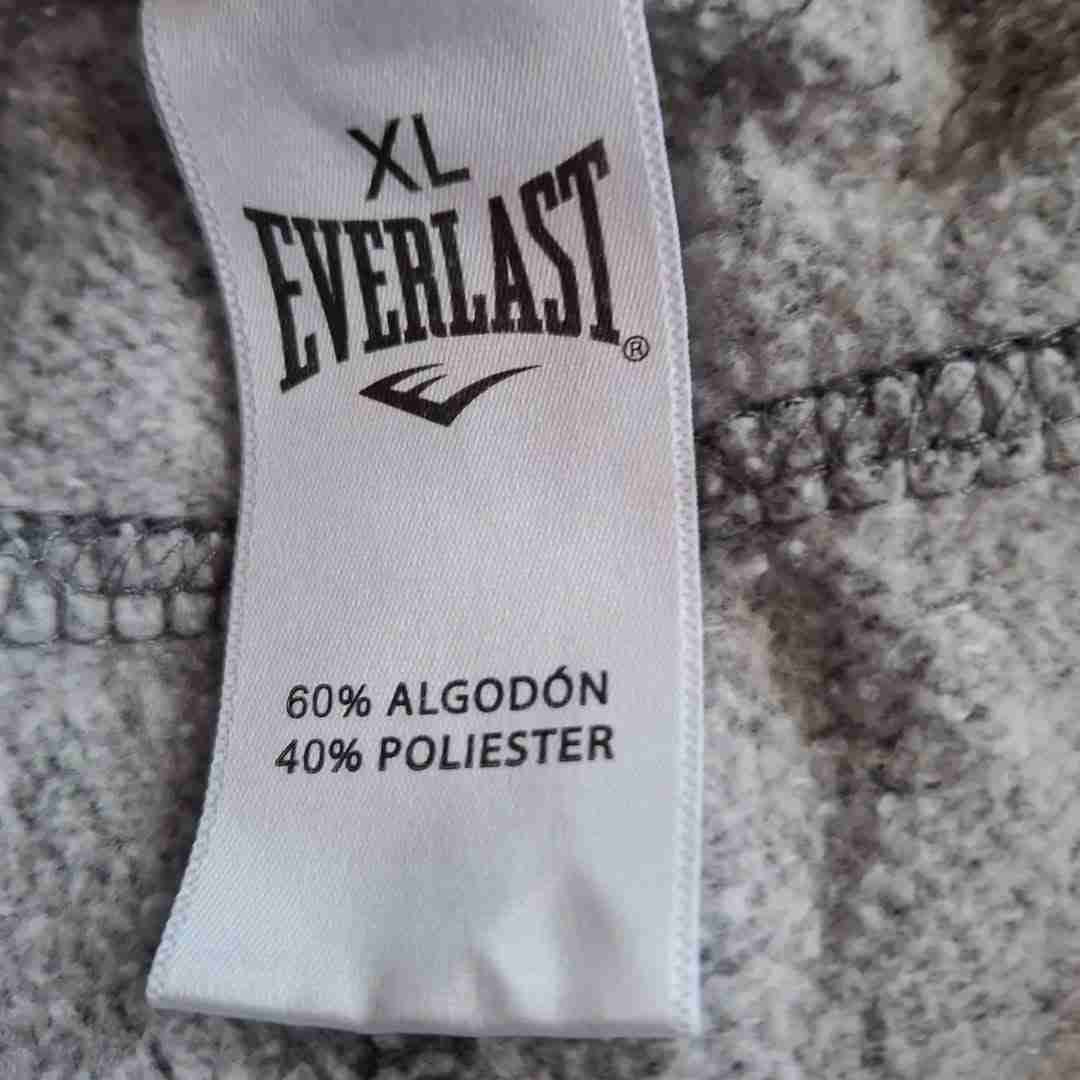 XL
EVERLAST®
60% ALGODÓN
40% POLIESTER